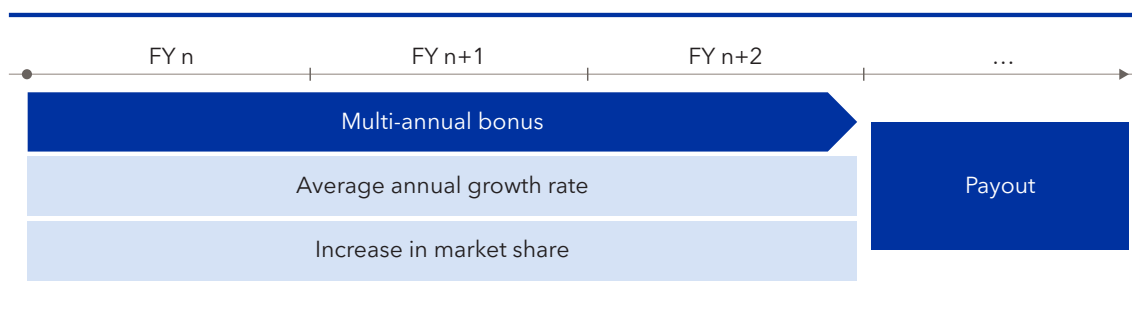 FY n
FY n+1
FY n+2
…
Multi-annual bonus
Average annual growth rate
Payout
Increase in market share